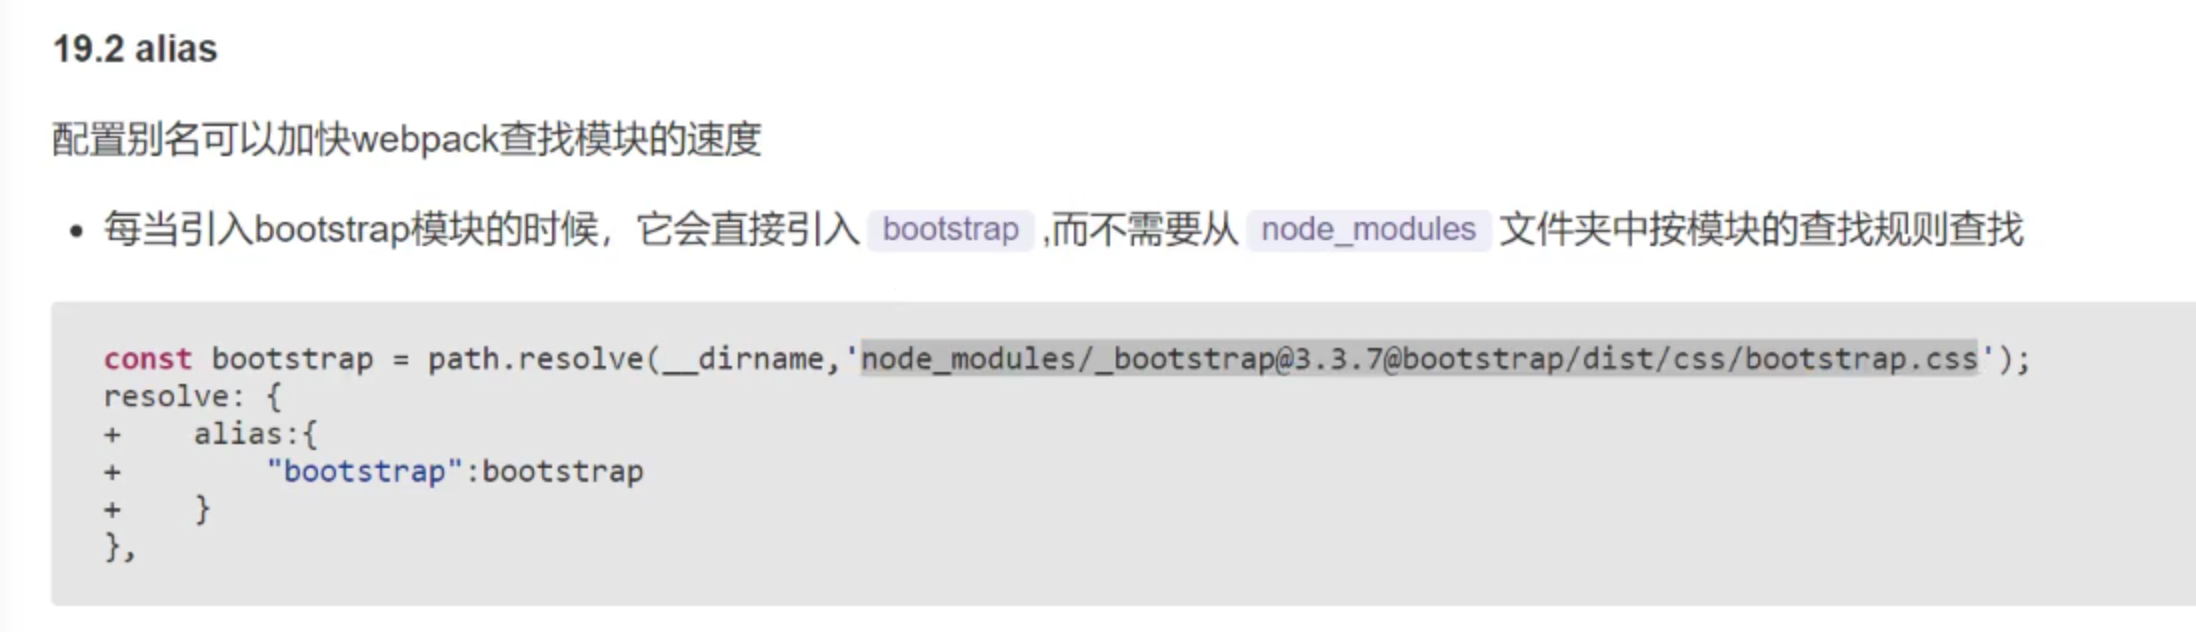 19.2 alias
配置别名可以加快webpack查找模块的速度
• 每当引入bootstrap模块的时候，它会直接引入 bootstrap ,而不需要从 node_modules 文件夹中按模块的查找规则查找
const bootstrap = path.resolve(__dirname,'node_modules/_bootstrap@3.3.7@bootstrap/dist/css/bootstrap.css');
resolve: {
+    alias:{
+        "bootstrap":bootstrap
+    }
},